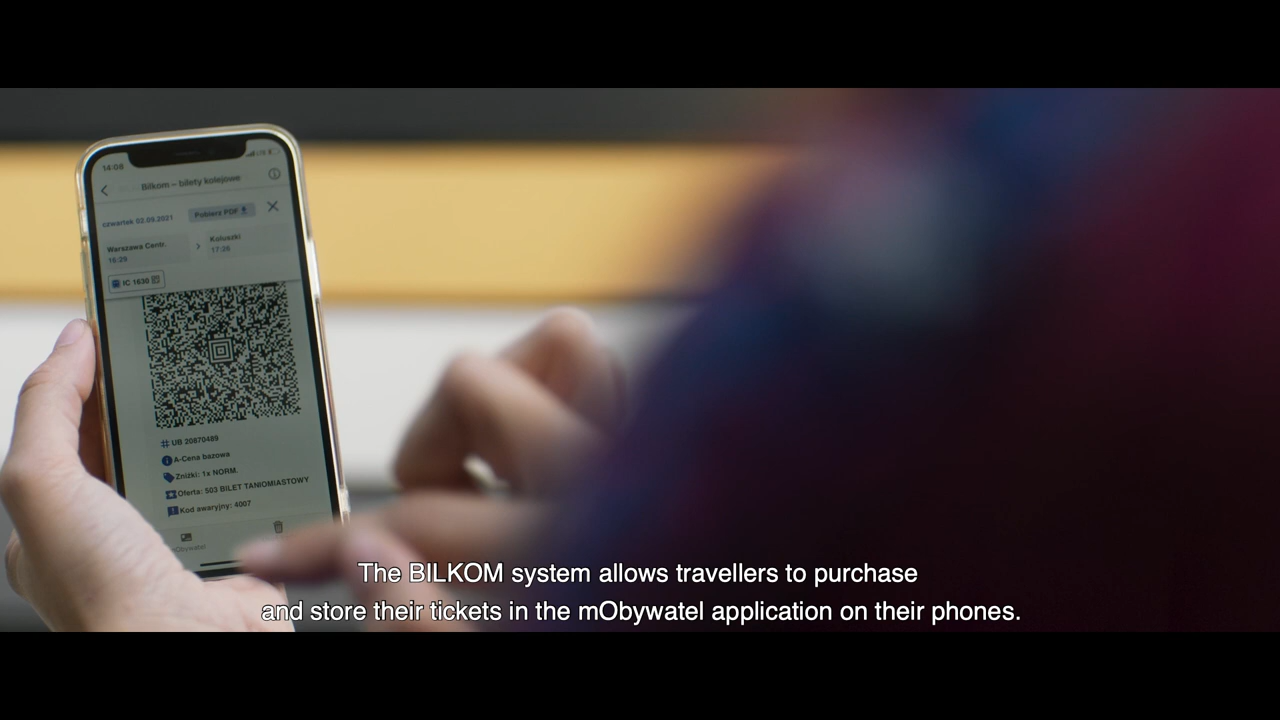 14:08
LTE
Bilkom – bilety kolejowe
czwartek 02.09.2021
Pobierz PDF
Warszawa Centr.
16:29
Koluszki
17:26
IC 1630
UB 20870489
A-Cena bazowa
Zniżki: 1x NORM.
Oferta: 503 BILET TANIOMIASTOWY
Kod awaryjny: 4007
mObywatel
The BILKOM system allows travellers to purchase
and store their tickets in the mObywatel application on their phones.